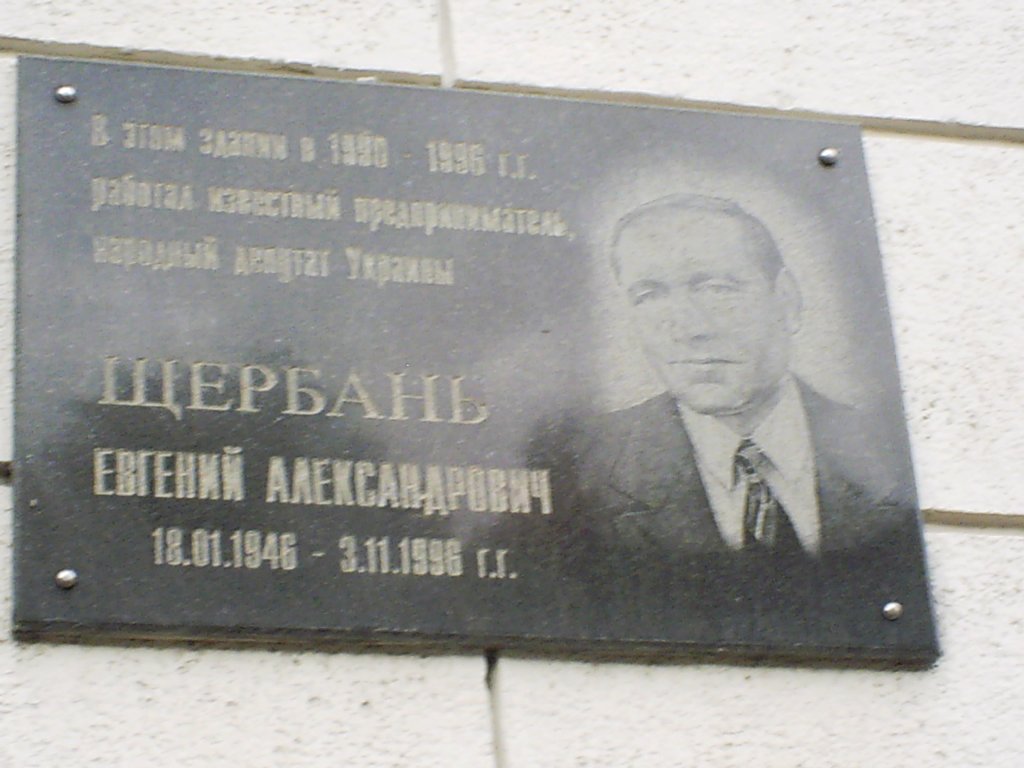 В этом здании в 1990 - 1996 г.г.
работал известный предприниматель,
народный депутат Украины
ЩЕРБАНЬ
ЕВГЕНИЙ АЛЕКСАНДРОВИЧ
18.01.1946 - 3.11.1996 г.г.